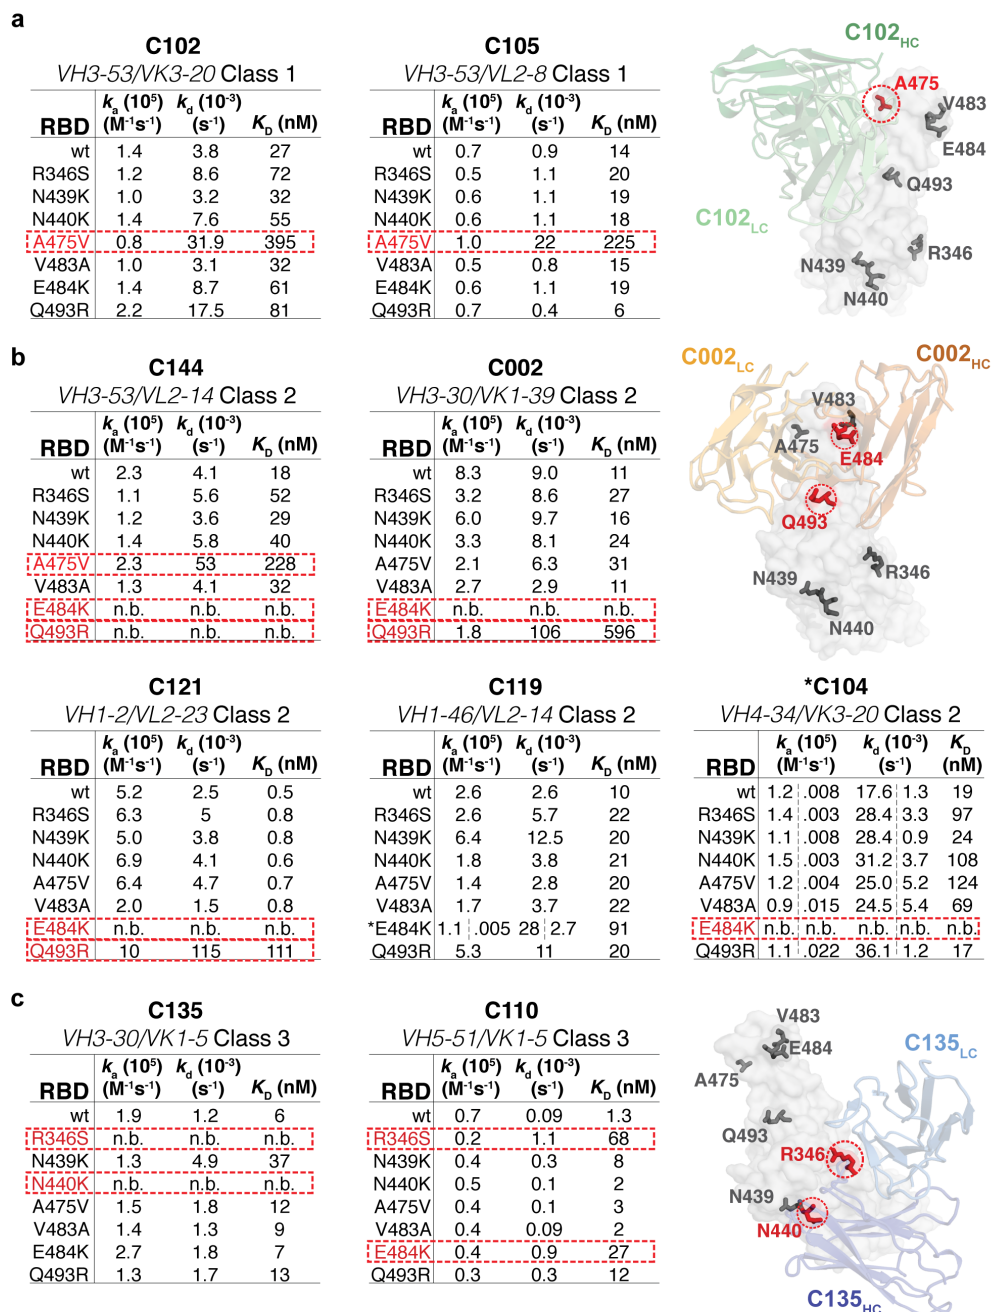 a
C102
VH3-53/VK3-20 Class 1
RBD ka (10⁵) (M⁻¹s⁻¹) kd (10⁻³) (s⁻¹) KD (nM)
wt 1.4 3.8 27
R346S 1.2 8.6 72
N439K 1.0 3.2 32
N440K 1.4 7.6 55
A475V 0.8 31.9 395
V483A 1.0 3.1 32
E484K 1.4 8.7 61
Q493R 2.2 17.5 81
C105
VH3-53/VL2-8 Class 1
RBD ka (10⁵) (M⁻¹s⁻¹) kd (10⁻³) (s⁻¹) KD (nM)
wt 0.7 0.9 14
R346S 0.5 1.1 20
N439K 0.6 1.1 19
N440K 0.6 1.1 18
A475V 1.0 22 225
V483A 0.5 0.8 15
E484K 0.6 1.1 19
Q493R 0.7 0.4 6
C102HC
A475
V483
E484
Q493
C102LC
R346
N439
N440
b
C144
VH3-53/VL2-14 Class 2
RBD ka (10⁵) (M⁻¹s⁻¹) kd (10⁻³) (s⁻¹) KD (nM)
wt 2.3 4.1 18
R346S 1.1 5.6 52
N439K 1.2 3.6 29
N440K 1.4 5.8 40
A475V 2.3 53 228
V483A 1.3 4.1 32
E484K n.b. n.b. n.b.
Q493R n.b. n.b. n.b.
C002
VH3-30/VK1-39 Class 2
RBD ka (10⁵) (M⁻¹s⁻¹) kd (10⁻³) (s⁻¹) KD (nM)
wt 8.3 9.0 11
R346S 3.2 8.6 27
N439K 6.0 9.7 16
N440K 3.3 8.1 24
A475V 2.1 6.3 31
V483A 2.7 2.9 11
E484K n.b. n.b. n.b.
Q493R 1.8 106 596
C002LC
C002HC
V483
A475
E484
Q493
N439
R346
N440
C121
VH1-2/VL2-23 Class 2
RBD ka (10⁵) (M⁻¹s⁻¹) kd (10⁻³) (s⁻¹) KD (nM)
wt 5.2 2.5 0.5
R346S 6.3 5 0.8
N439K 5.0 3.8 0.8
N440K 6.9 4.1 0.6
A475V 6.4 4.7 0.7
V483A 2.0 1.5 0.8
E484K n.b. n.b. n.b.
Q493R 10 115 111
C119
VH1-46/VL2-14 Class 2
RBD ka (10⁵) (M⁻¹s⁻¹) kd (10⁻³) (s⁻¹) KD (nM)
wt 2.6 2.6 10
R346S 2.6 5.7 22
N439K 6.4 12.5 20
N440K 1.8 3.8 21
A475V 1.4 2.8 20
V483A 1.7 3.7 22
*E484K 1.1 .005 28 2.7 91
Q493R 5.3 11 20
*C104
VH4-34/VK3-20 Class 2
RBD ka (10⁵) (M⁻¹s⁻¹) kd (10⁻³) (s⁻¹) KD (nM)
wt 1.2 .008 17.6 1.3 19
R346S 1.4 .003 28.4 3.3 97
N439K 1.1 .008 28.4 0.9 24
N440K 1.5 .003 31.2 3.7 108
A475V 1.2 .004 25.0 5.2 124
V483A 0.9 .015 24.5 5.4 69
E484K n.b. n.b. n.b. n.b. n.b.
Q493R 1.1 .022 36.1 1.2 17
c
C135
VH3-30/VK1-5 Class 3
RBD ka (10⁵) (M⁻¹s⁻¹) kd (10⁻³) (s⁻¹) KD (nM)
wt 1.9 1.2 6
R346S n.b. n.b. n.b.
N439K 1.3 4.9 37
N440K n.b. n.b. n.b.
A475V 1.5 1.8 12
V483A 1.4 1.3 9
E484K 2.7 1.8 7
Q493R 1.3 1.7 13
C110
VH5-51/VK1-5 Class 3
RBD ka (10⁵) (M⁻¹s⁻¹) kd (10⁻³) (s⁻¹) KD (nM)
wt 0.7 0.09 1.3
R346S 0.2 1.1 68
N439K 0.4 0.3 8
N440K 0.5 0.1 2
A475V 0.4 0.1 3
V483A 0.4 0.09 2
E484K 0.4 0.9 27
Q493R 0.3 0.3 12
V483
E484
A475
C135LC
Q493
R346
N439
N440
C135HC